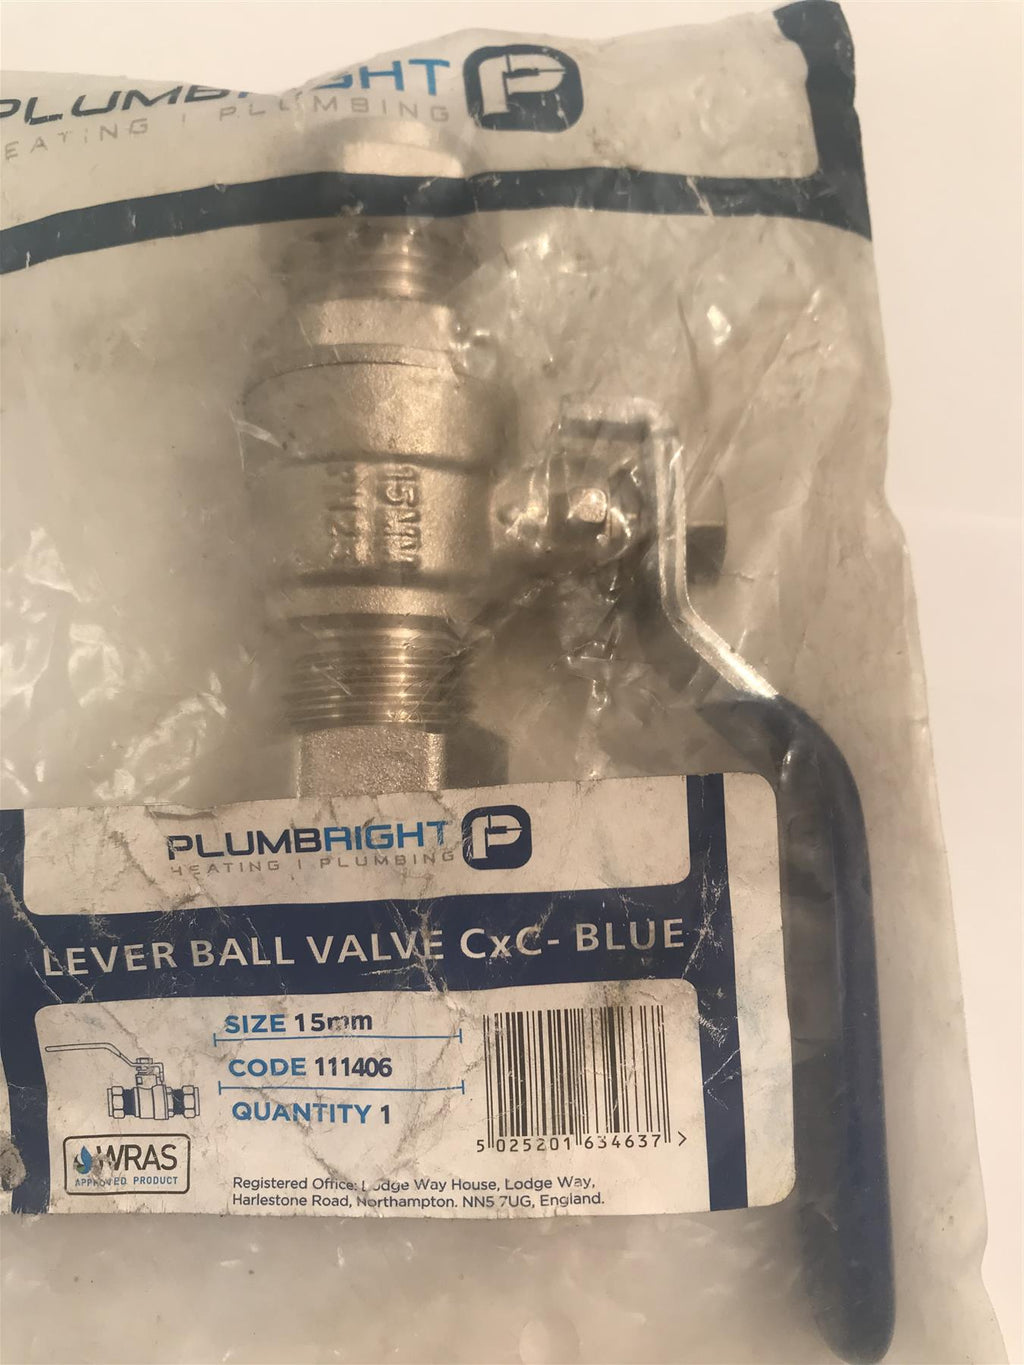 PLUMBRIGHT
HEATING | PLUMBING
15MM
PN25
PLUMBRIGHT
HEATING | PLUMBING
LEVER BALL VALVE CxC- BLUE
SIZE 15mm
CODE 111406
QUANTITY 1
WRAS
APPROVED PRODUCT
5 025201 634637 >
Registered Office: Lodge Way House, Lodge Way,
Harlestone Road, Northampton. NN5 7UG, England.